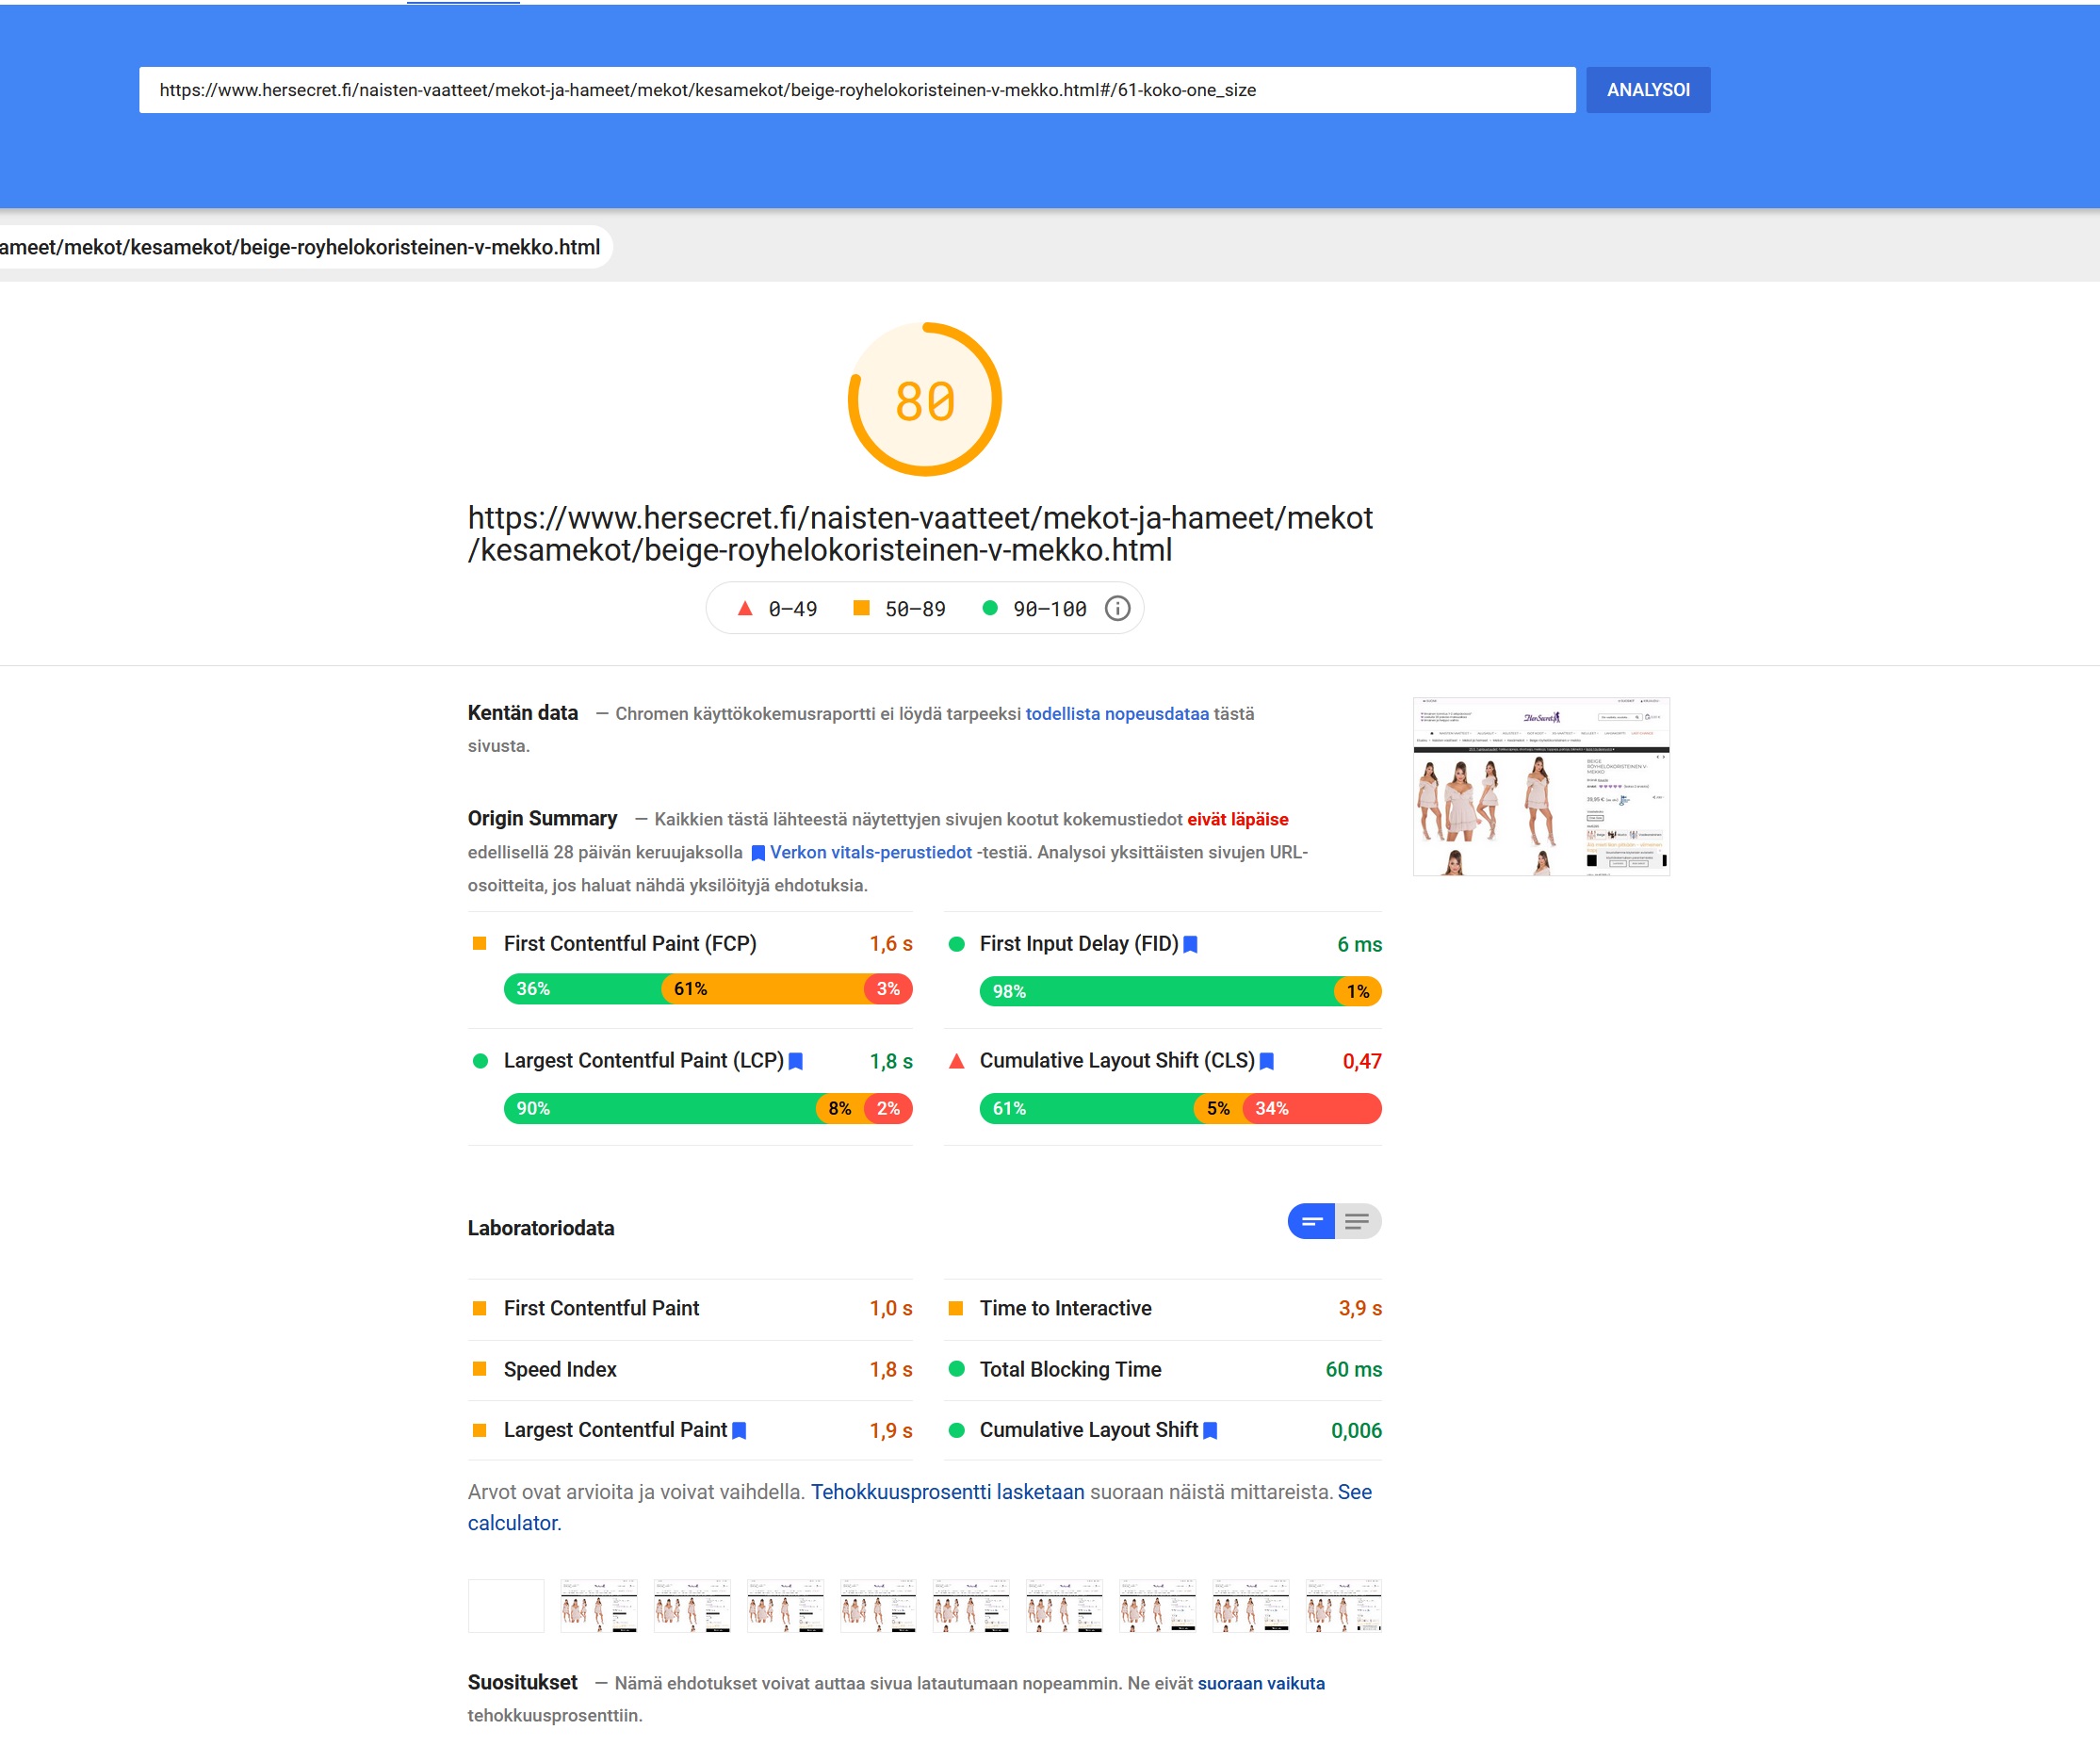 https://www.hersecret.fi/naisten-vaatteet/mekot-ja-hameet/mekot/kesamekot/beige-royhelokoristeinen-v-mekko.html#/61-koko-one_size
ANALYSOI
ameet/mekot/kesamekot/beige-royhelokoristeinen-v-mekko.html
80
https://www.hersecret.fi/naisten-vaatteet/mekot-ja-hameet/mekot
/kesamekot/beige-royhelokoristeinen-v-mekko.html
0–49 50–89 90–100
Kentän data — Chromen käyttökokemusraportti ei löydä tarpeeksi todellista nopeusdataa tästä
sivusta.
HerSecret
BEIGE
RÖYHELÖKORISTEINEN V-
MEKKO
39,95 €
Origin Summary — Kaikkien tästä lähteestä näytettyjen sivujen kootut kokemustiedot eivät läpäise
edellisellä 28 päivän keruujaksolla Verkon vitals-perustiedot -testiä. Analysoi yksittäisten sivujen URL-
osoitteita, jos haluat nähdä yksilöityjä ehdotuksia.
First Contentful Paint (FCP) 1,6 s
36% 61% 3%
First Input Delay (FID) 6 ms
98% 1%
Largest Contentful Paint (LCP) 1,8 s
90% 8% 2%
Cumulative Layout Shift (CLS) 0,47
61% 5% 34%
Laboratoriodata
First Contentful Paint 1,0 s
Time to Interactive 3,9 s
Speed Index 1,8 s
Total Blocking Time 60 ms
Largest Contentful Paint 1,9 s
Cumulative Layout Shift 0,006
Arvot ovat arvioita ja voivat vaihdella. Tehokkuusprosentti lasketaan suoraan näistä mittareista. See
calculator.
Suositukset — Nämä ehdotukset voivat auttaa sivua latautumaan nopeammin. Ne eivät suoraan vaikuta
tehokkuusprosenttiin.